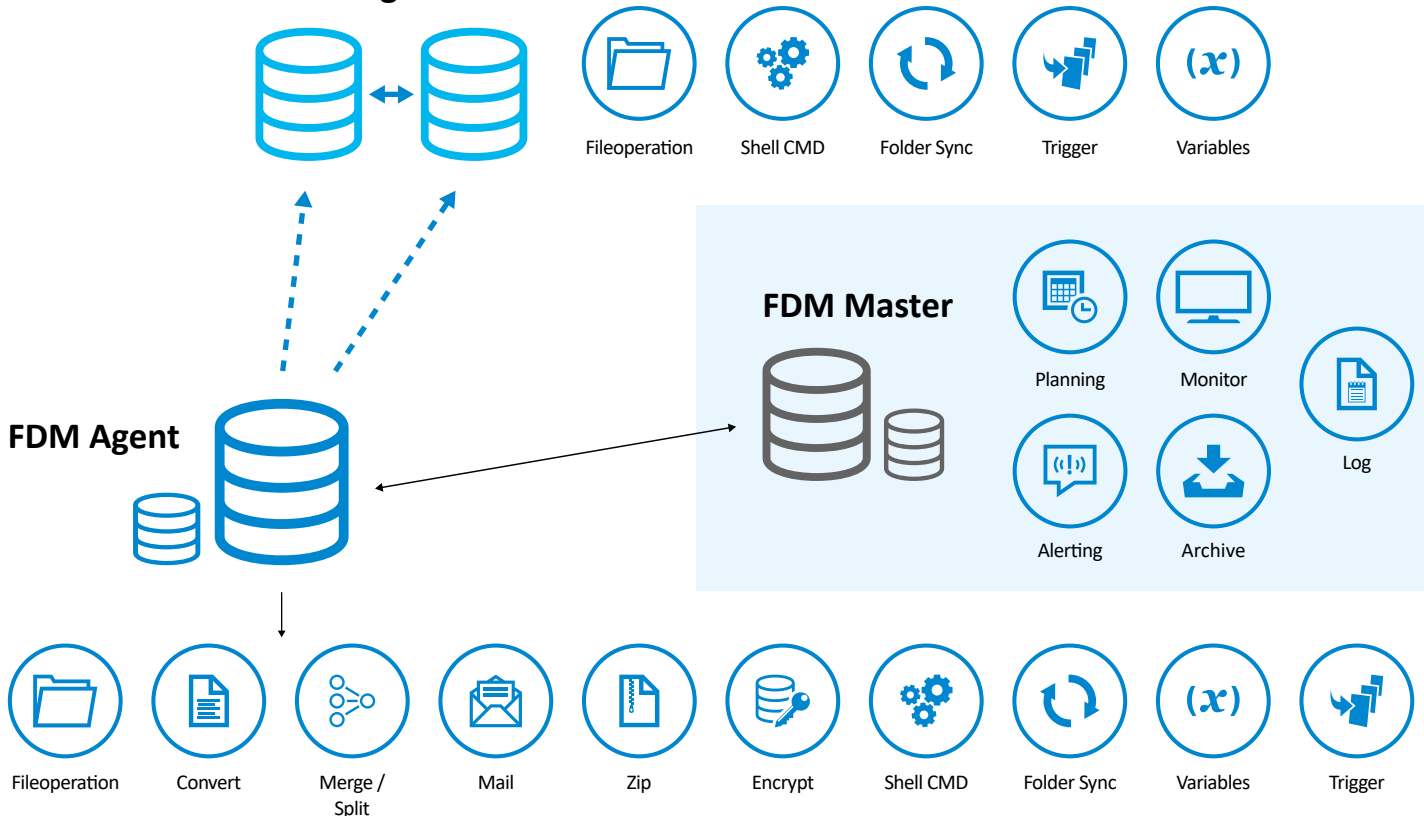 Fileoperation
Shell CMD
Folder Sync
Trigger
(x)
Variables
FDM Master
Planning
Monitor
Log
Alerting
Archive
FDM Agent
Fileoperation
Convert
Merge /
Split
Mail
Zip
Encrypt
Shell CMD
Folder Sync
(x)
Variables
Trigger